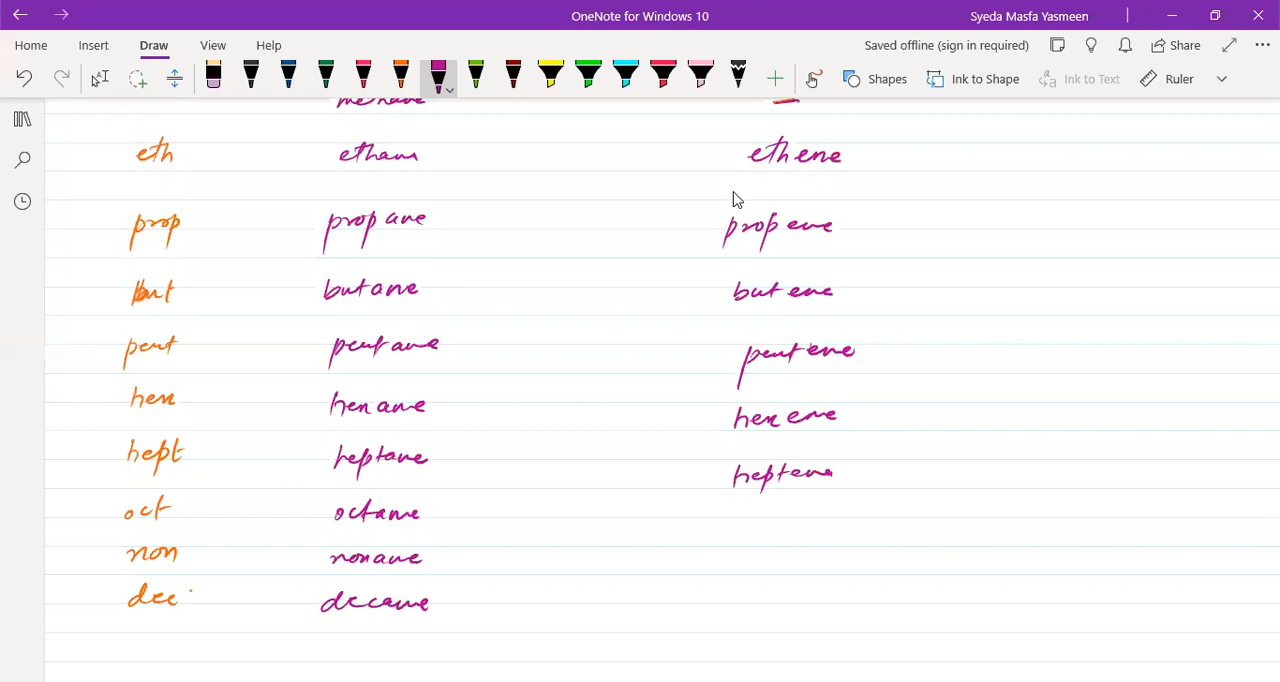 OneNote for Windows 10 Syeda Masfa Yasmeen
Home Insert Draw View Help Saved offline (sign in required) Share
Shapes Ink to Shape Ink to Text Ruler
methane
eth ethane ethene
prop propane propene
but butane butene
pent pentane pentene
hex hexane hexene
hept heptane heptene
oct octane
non nonane
dec decane